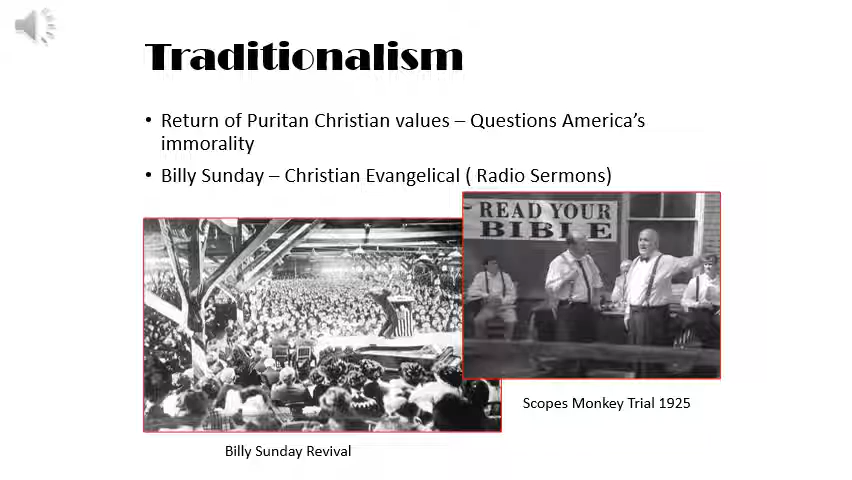 Traditionalism
• Return of Puritan Christian values – Questions America’s
immorality
• Billy Sunday – Christian Evangelical ( Radio Sermons)
READ YOUR
BIBLE
Scopes Monkey Trial 1925
Billy Sunday Revival